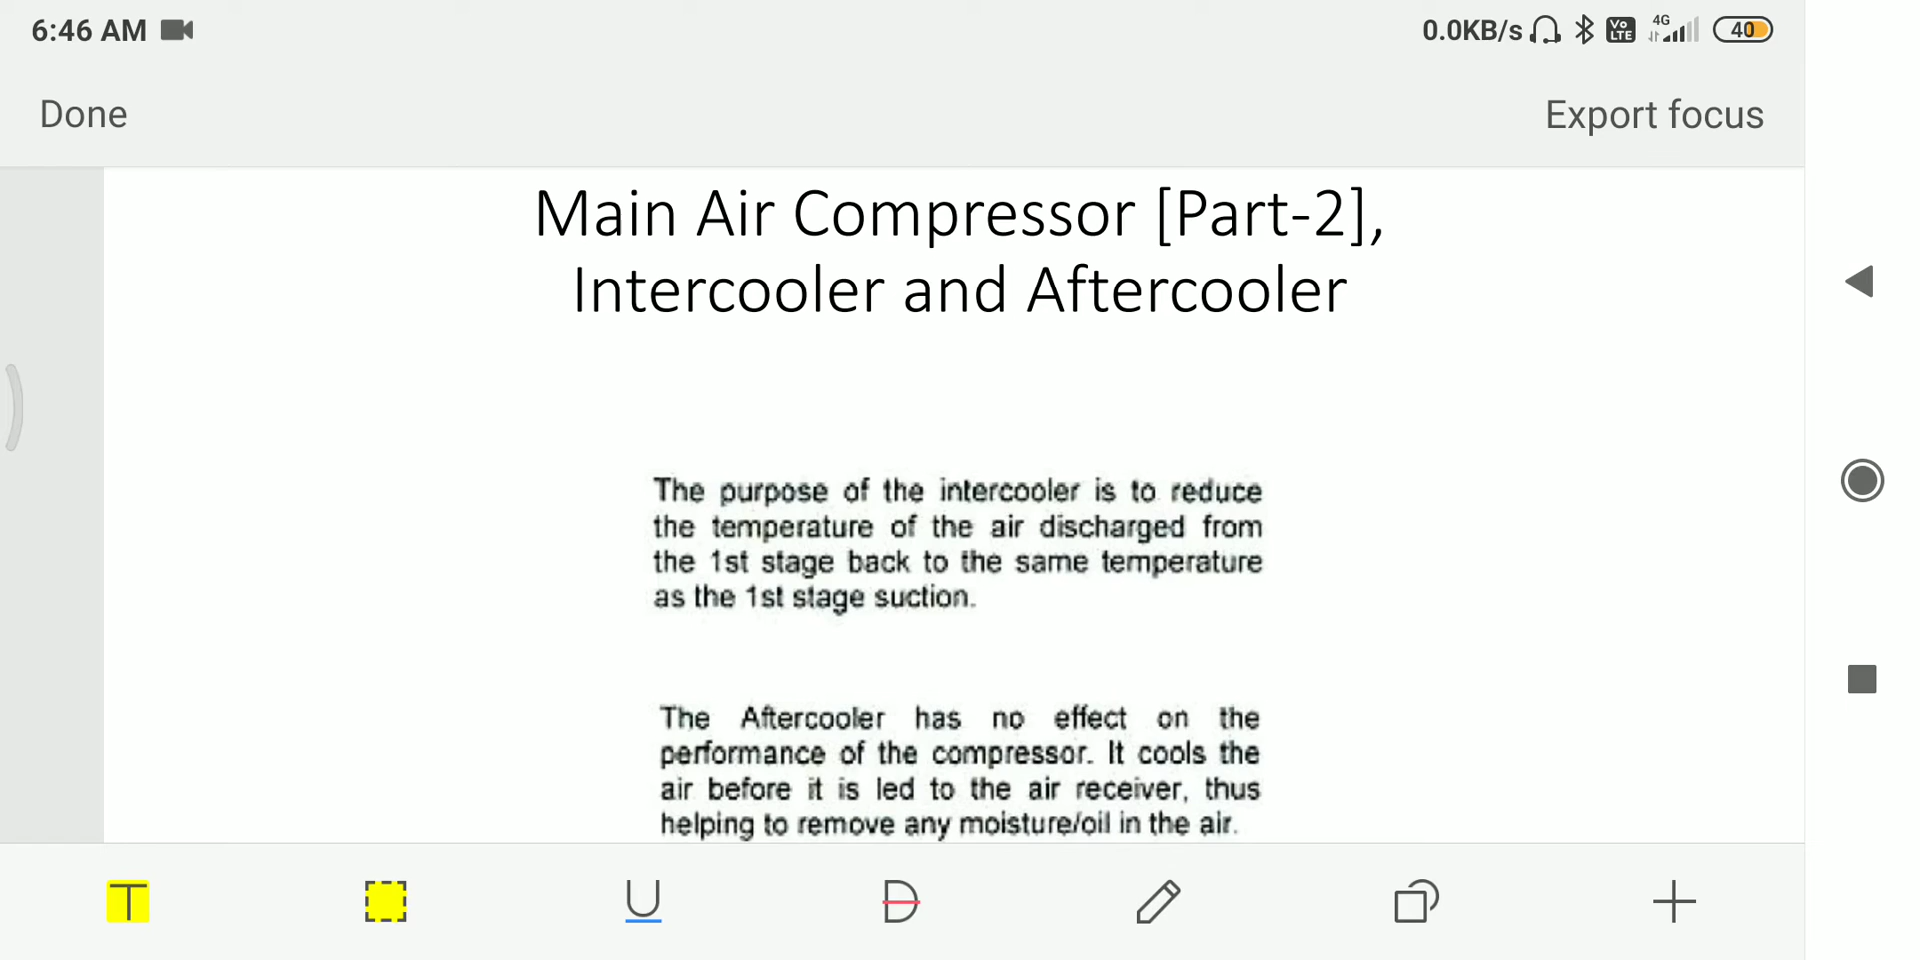 6:46 AM
0.0KB/s Vo LTE 4G 40
Done
Export focus
Main Air Compressor [Part-2],
Intercooler and Aftercooler
The purpose of the intercooler is to reduce
the temperature of the air discharged from
the 1st stage back to the same temperature
as the 1st stage suction.
The Aftercooler has no effect on the
performance of the compressor. It cools the
air before it is led to the air receiver, thus
helping to remove any moisture/oil in the air.
T
U
D